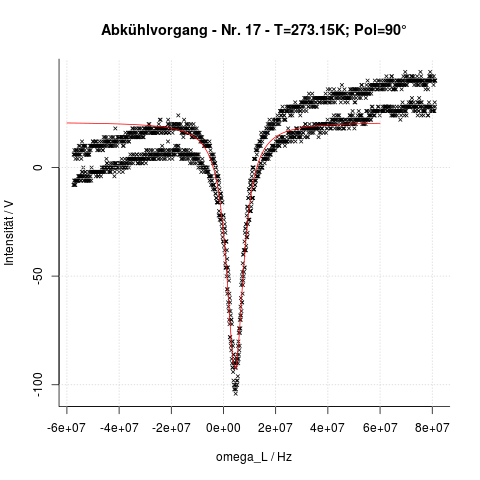 Abkühlvorgang - Nr. 17 - T=273.15K; Pol=90°
0
-50
-100
Intensität / V
-6e+07 -4e+07 -2e+07 0e+00 2e+07 4e+07 6e+07 8e+07
omega_L / Hz